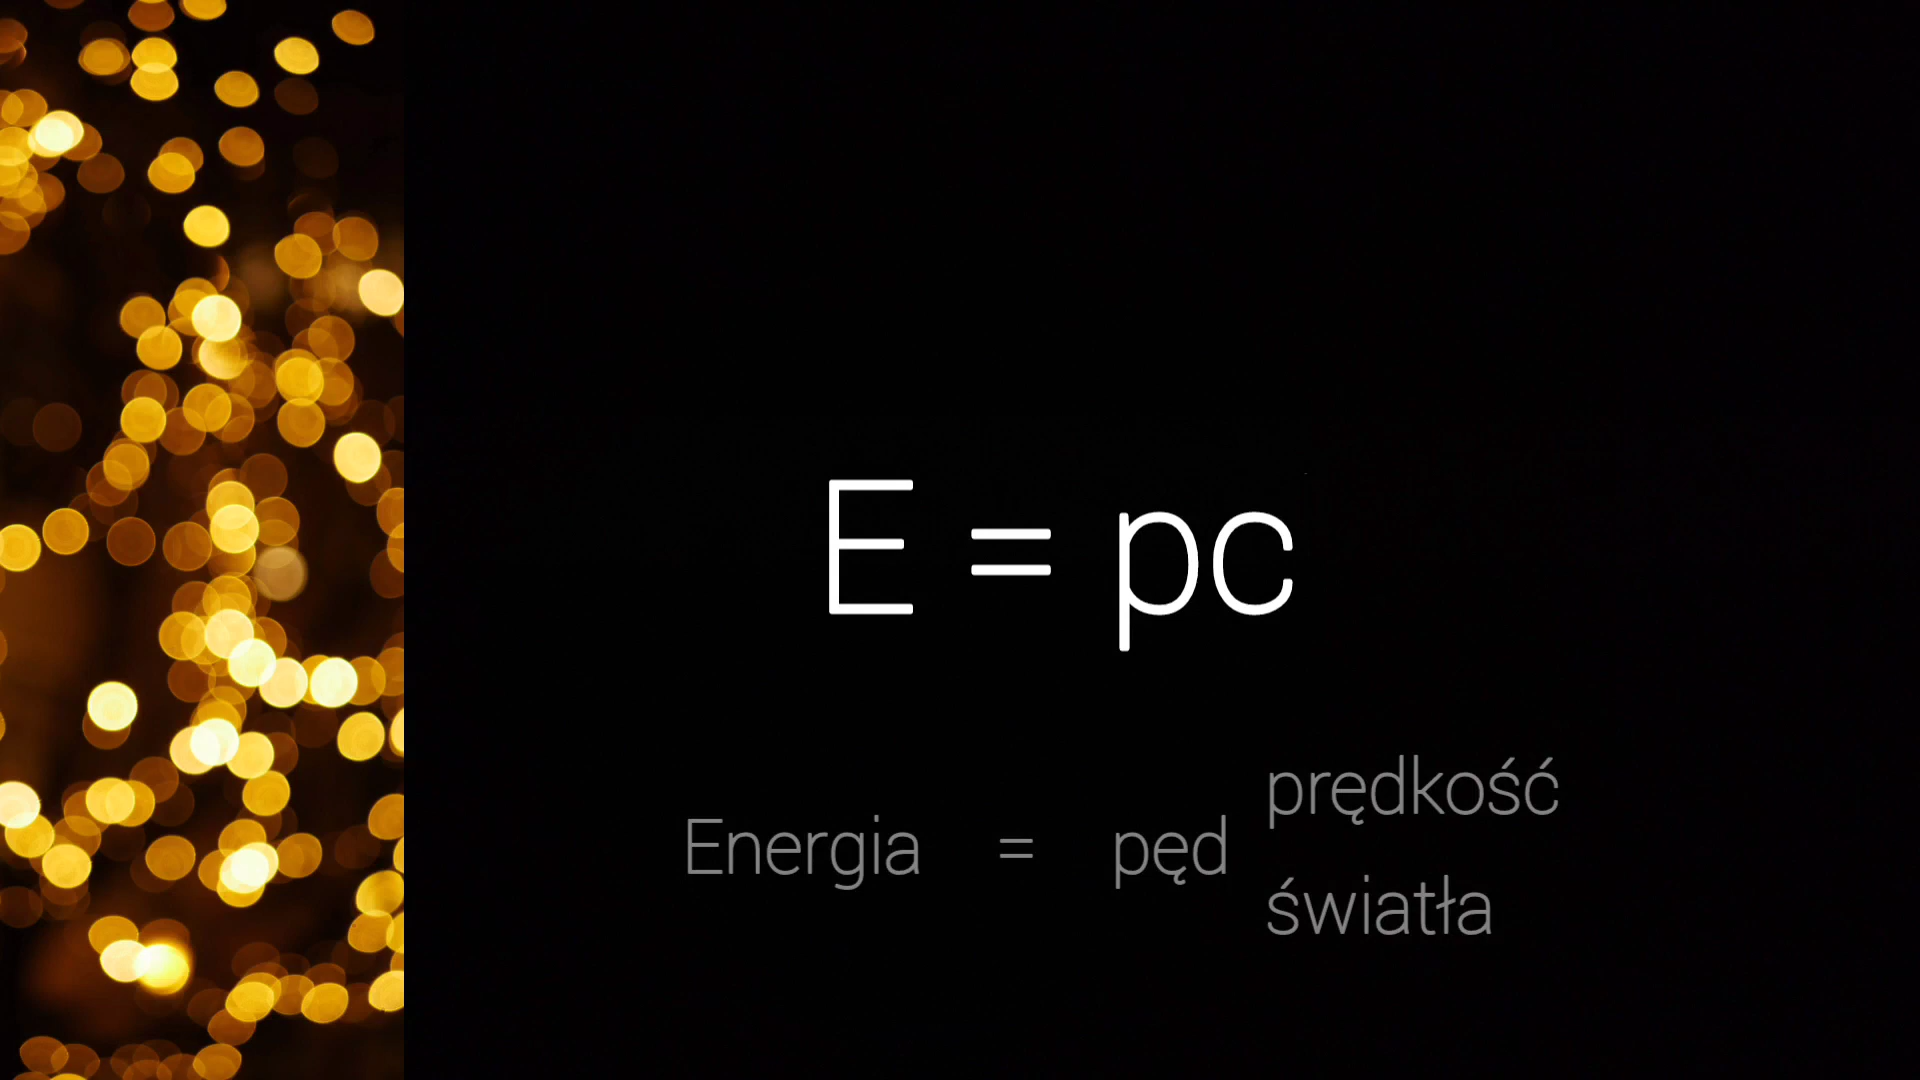 E = pc
Energia = pęd prędkość
światła